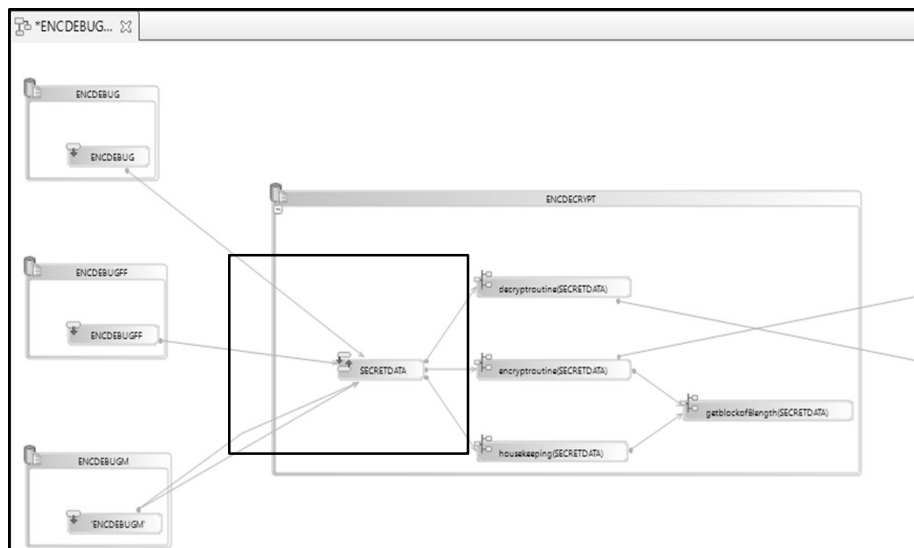 *ENCDEBUG...
ENCDEBUG
ENCDEBUG
ENCDECRYPT
ENCDEBUGFF
decryptroutine(SECRETDATA)
ENCDEBUGFF
SECRETDATA
encryptroutine(SECRETDATA)
getblockof8length(SECRETDATA)
housekeeping(SECRETDATA)
ENCDEBUGM
'ENCDEBUGM'